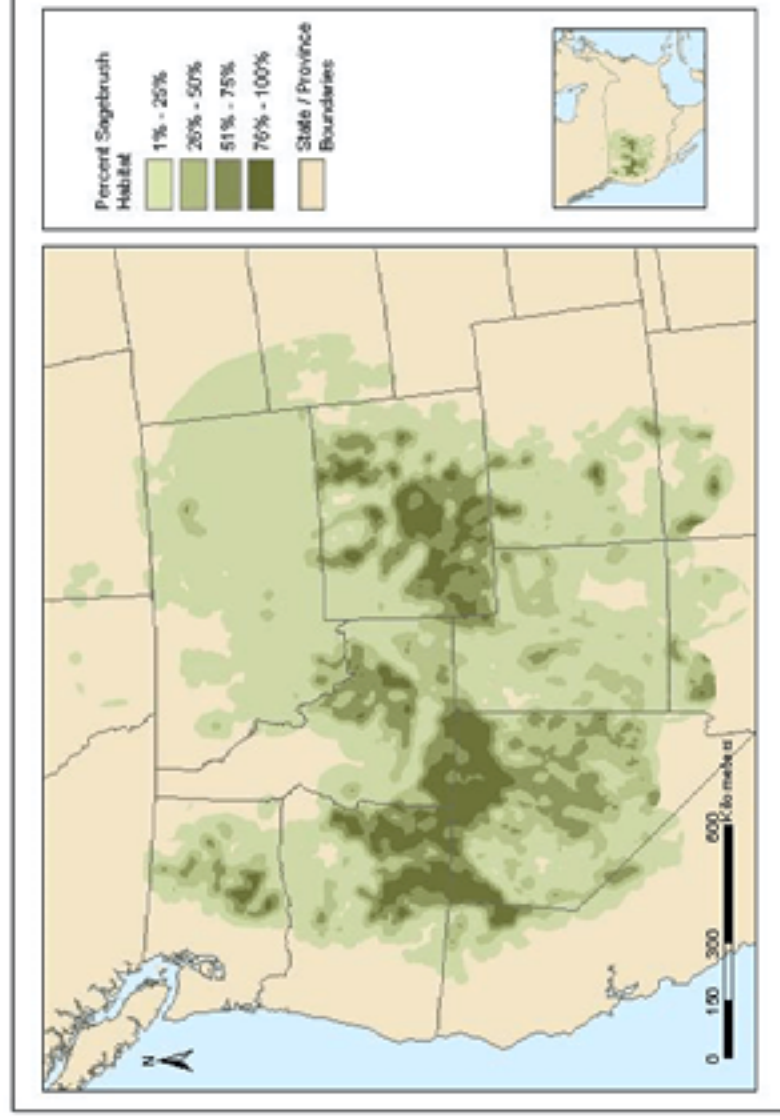 Percent Sagebrush
Habitat
1% - 25%
26% - 50%
51% - 75%
76% - 100%
State / Province
Boundaries
N
0 150 300 600
Kilometers